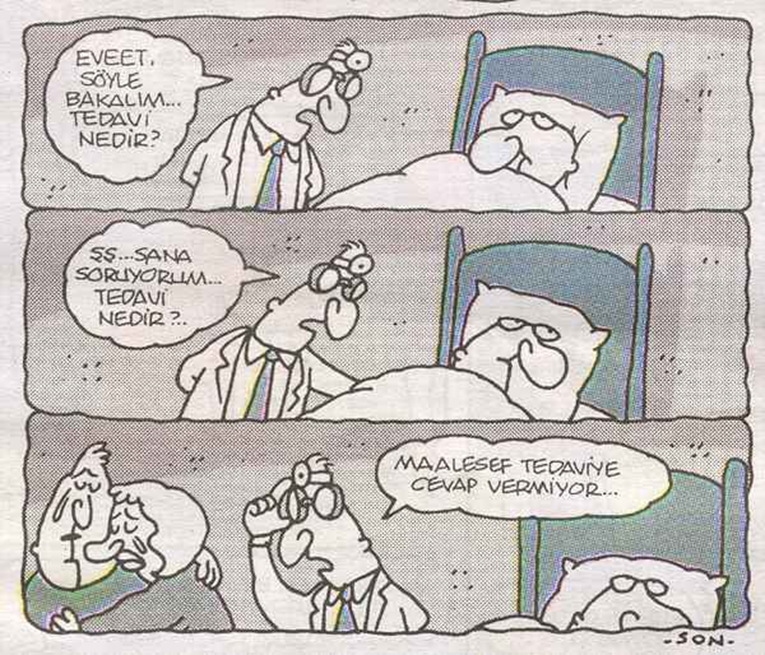 EVEET.
SÖYLE
BAKALIM...
TEDAVİ
NEDİR?
ŞŞ...SANA
SORUYORUM...
TEDAVİ
NEDİR?..
MAALESEF TEDAVİYE
CEVAP VERMİYOR...
-SON-